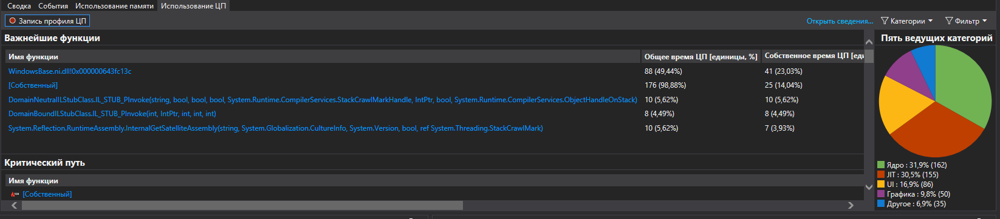 Сводка События Использование памяти Использование ЦП
Запись профиля ЦП Открыть сведения... Категории Фильтр
Важнейшие функции
Имя функции Общее время ЦП [единицы, %] Собственное время ЦП [еди
WindowsBase.ni.dll!0x000000643fc13c 88 (49,44%) 41 (23,03%)
[Собственный] 176 (98,88%) 25 (14,04%)
DomainNeutralILStubClass.IL_STUB_PInvoke(string, bool, bool, bool, System.Runtime.CompilerServices.StackCrawlMarkHandle, IntPtr, bool, System.Runtime.CompilerServices.ObjectHandleOnStack) 10 (5,62%) 10 (5,62%)
DomainBoundILStubClass.IL_STUB_PInvoke(int, IntPtr, int, int, int) 8 (4,49%) 8 (4,49%)
System.Reflection.RuntimeAssembly.InternalGetSatelliteAssembly(string, System.Globalization.CultureInfo, System.Version, bool, ref System.Threading.StackCrawlMark) 10 (5,62%) 7 (3,93%)
Критический путь
Имя функции
[Собственный]
Пять ведущих категорий
Ядро : 31,9% (162)
JIT : 30,5% (155)
UI : 16,9% (86)
Графика : 9,8% (50)
Другое : 6,9% (35)